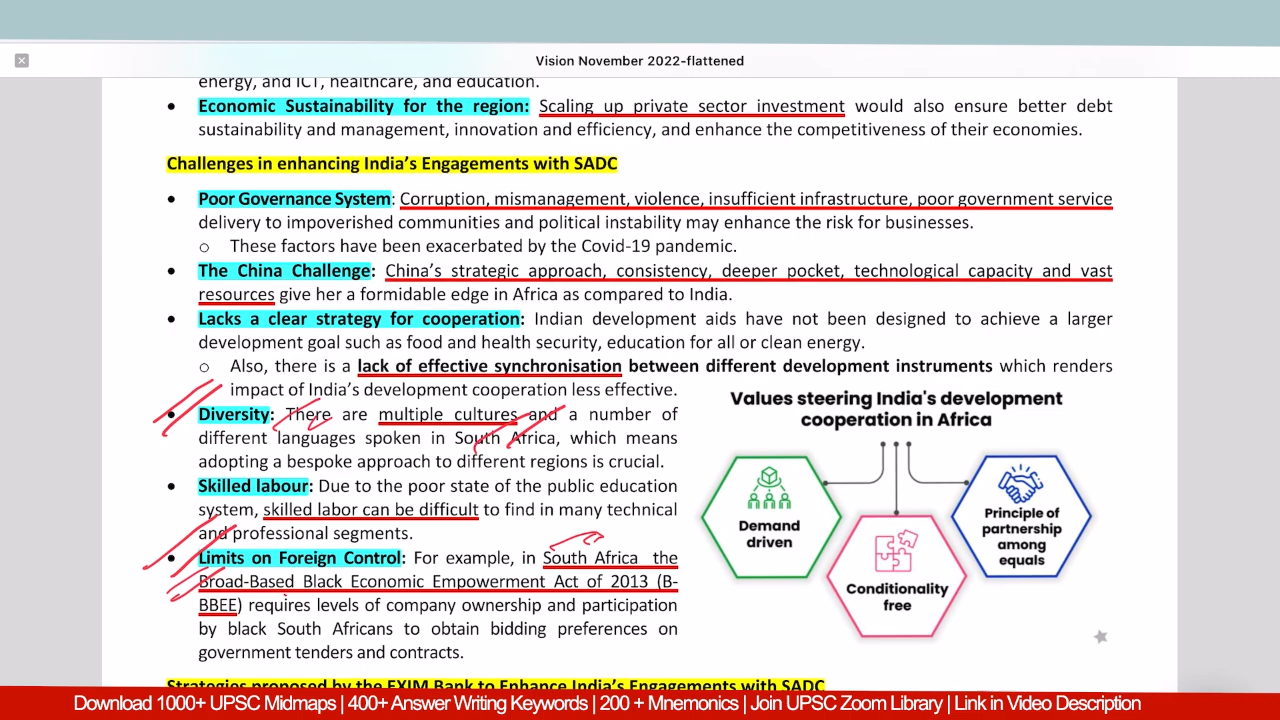 Vision November 2022-flattened
energy, and ICT, healthcare, and education.
• Economic Sustainability for the region: Scaling up private sector investment would also ensure better debt
sustainability and management, innovation and efficiency, and enhance the competitiveness of their economies.
Challenges in enhancing India's Engagements with SADC
• Poor Governance System: Corruption, mismanagement, violence, insufficient infrastructure, poor government service
delivery to impoverished communities and political instability may enhance the risk for businesses.
o These factors have been exacerbated by the Covid-19 pandemic.
• The China Challenge: China's strategic approach, consistency, deeper pocket, technological capacity and vast
resources give her a formidable edge in Africa as compared to India.
• Lacks a clear strategy for cooperation: Indian development aids have not been designed to achieve a larger
development goal such as food and health security, education for all or clean energy.
o Also, there is a lack of effective synchronisation between different development instruments which renders
impact of India's development cooperation less effective.
• Diversity: There are multiple cultures and a number of
different languages spoken in South Africa, which means
adopting a bespoke approach to different regions is crucial.
• Skilled labour: Due to the poor state of the public education
system, skilled labor can be difficult to find in many technical
and professional segments.
• Limits on Foreign Control: For example, in South Africa the
Broad-Based Black Economic Empowerment Act of 2013 (B-
BBEE) requires levels of company ownership and participation
by black South Africans to obtain bidding preferences on
government tenders and contracts.
Values steering India's development
cooperation in Africa
Demand
driven
Conditionality
free
Principle of
partnership
among
equals
Strategies proposed by the EXIM Bank to Enhance India's Engagements with SADC
Download 1000+ UPSC Midmaps | 400+ Answer Writing Keywords | 200 + Mnemonics | Join UPSC Zoom Library | Link in Video Description